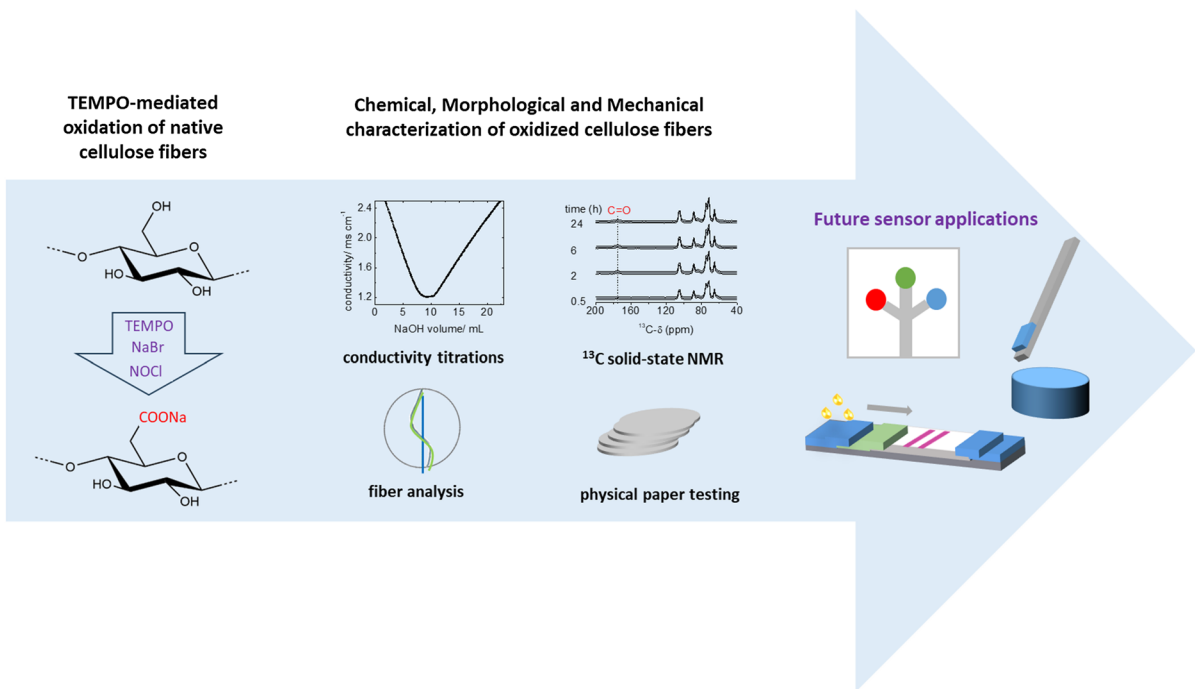 TEMPO-mediated
oxidation of native
cellulose fibers
Chemical, Morphological and Mechanical
characterization of oxidized cellulose fibers
OH
O
O
HO
OH
TEMPO
NaBr
NOCl
COONa
O
O
HO
OH
conductivity/ ms cm⁻¹
2.4
2.0
1.6
1.2
0 5 10 15 20
NaOH volume/ mL
conductivity titrations
time (h) C=O
24
6
2
0.5
200 160 120 80 40
¹³C-δ (ppm)
¹³C solid-state NMR
fiber analysis
physical paper testing
Future sensor applications